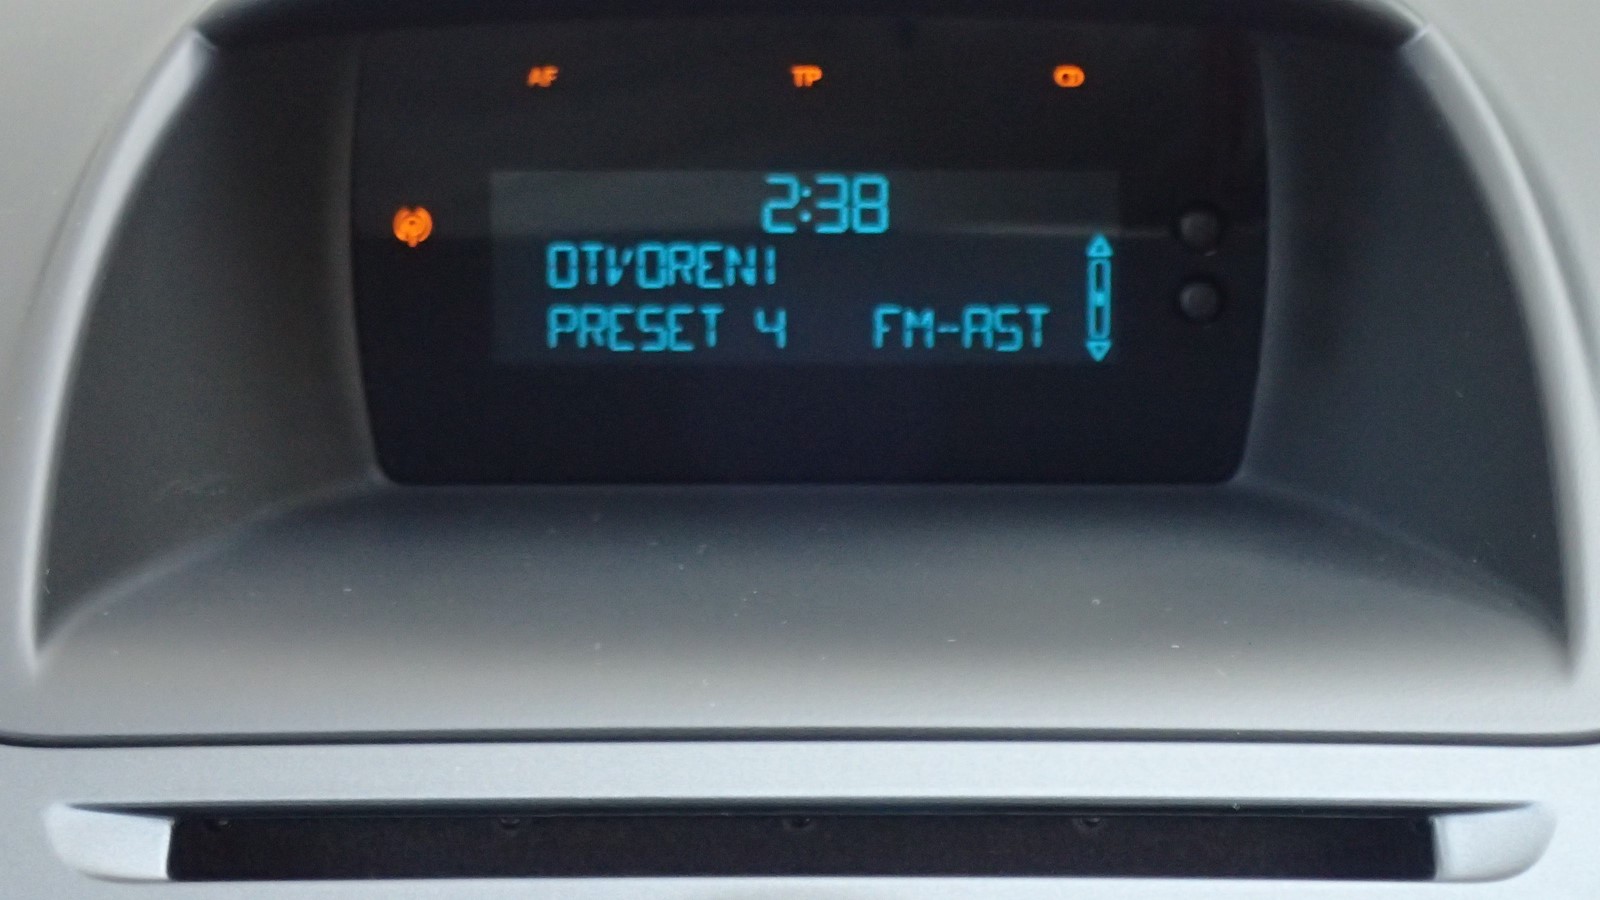 AF TP
2:38
OTVORENI
PRESET 4 FM-AST